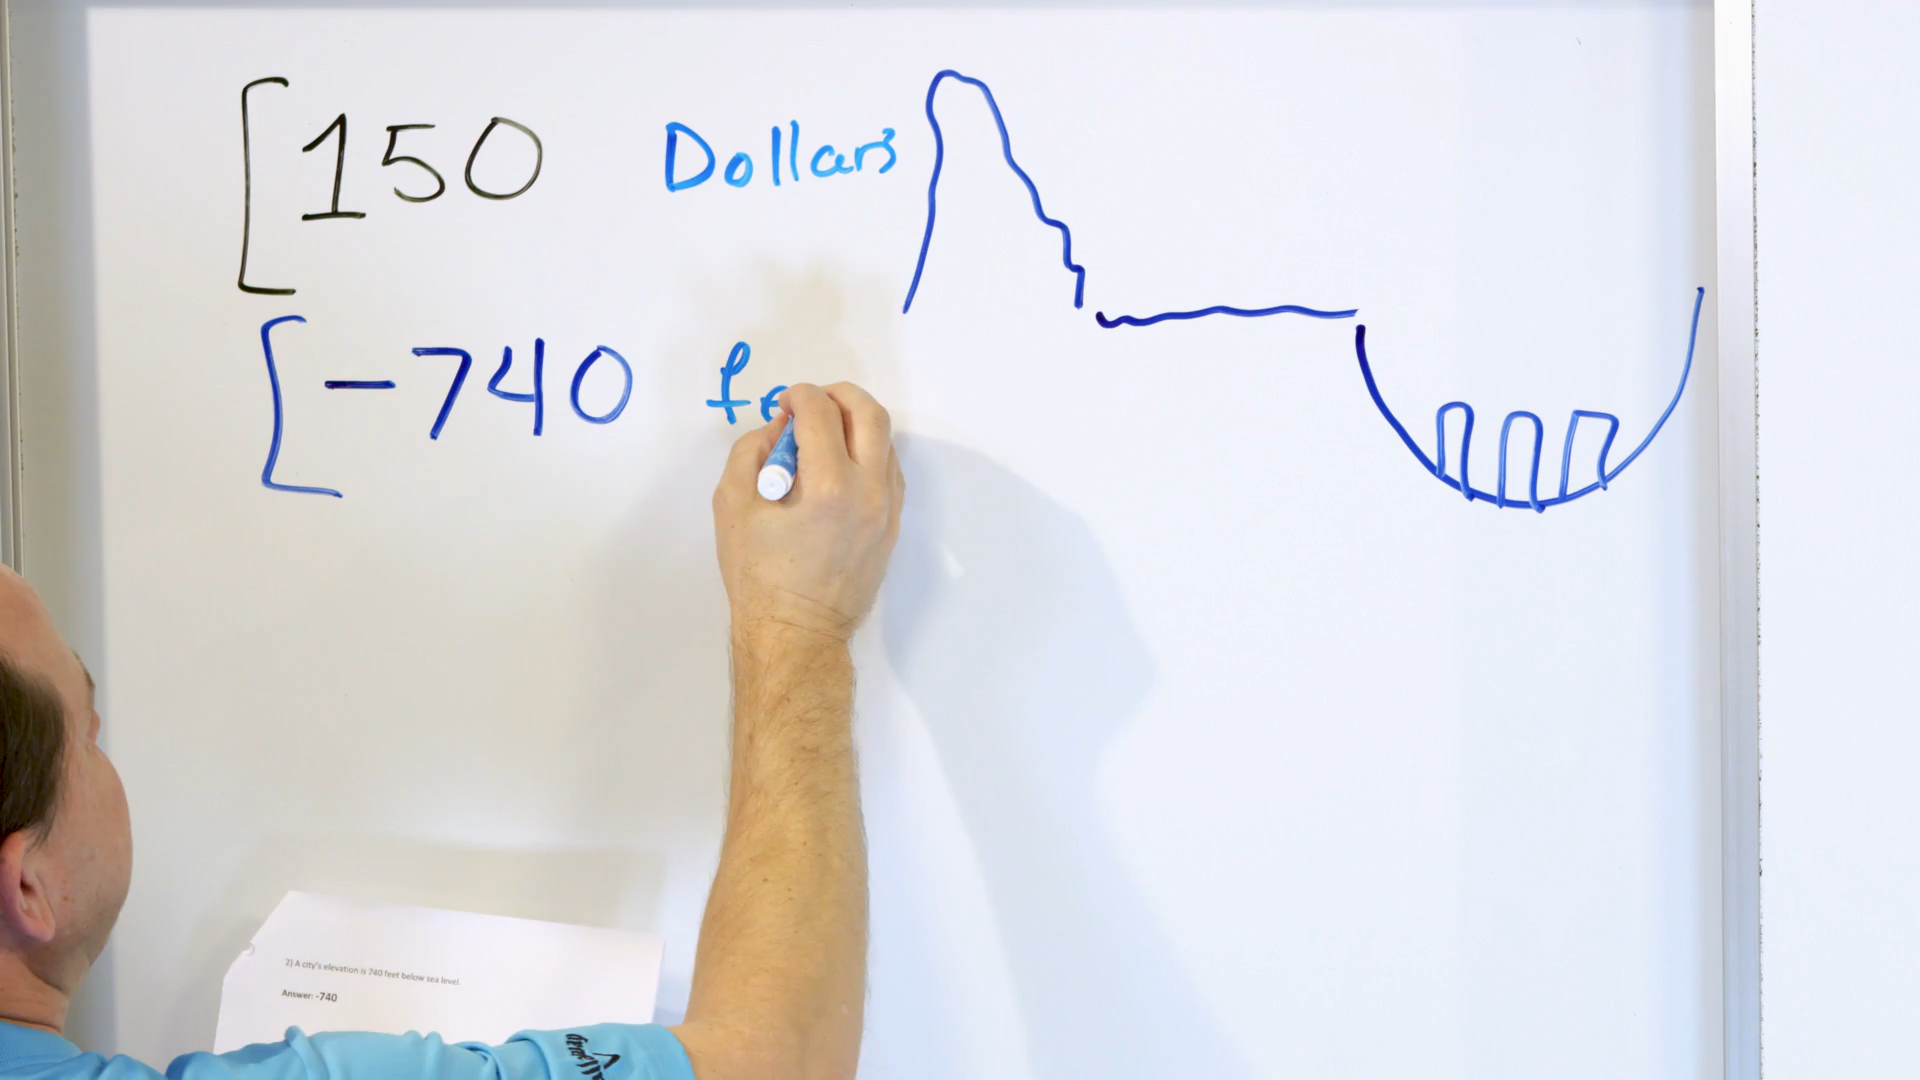 [150 Dollars
[-740 fe
2) A city's elevation is 740 feet below sea level.
Answer: -740